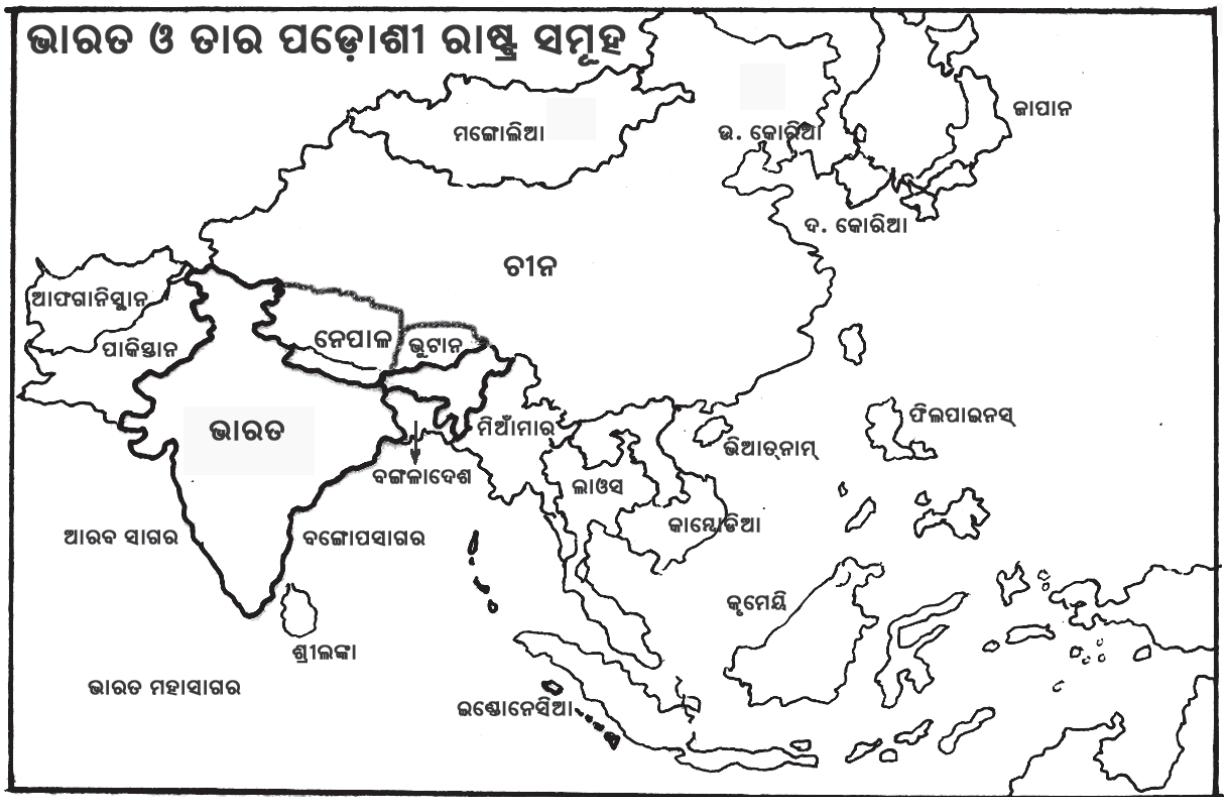 ଭାରତ ଓ ତାର ପଡ଼ୋଶୀ ରାଷ୍ଟ୍ର ସମୂହ
ମଙ୍ଗୋଲିଆ
ଉ. କୋରିଆ
ଜାପାନ
ଦ. କୋରିଆ
ଚୀନ
ଆଫଗାନିସ୍ଥାନ
ପାକିସ୍ତାନ
ନେପାଳ
ଭୁଟାନ
ଭାରତ
ମିଆଁମାର
ଫିଲପାଇନସ୍
ଭିଆତ୍ନାମ୍
ବଙ୍ଗଳାଦେଶ
ଲାଓସ
କାମ୍ବୋଡିଆ
ଆରବ ସାଗର
ବଙ୍ଗୋପସାଗର
ବୃମେୟି
ଶ୍ରୀଲଙ୍କା
ଭାରତ ମହାସାଗର
ଇଣ୍ଡୋନେସିଆ